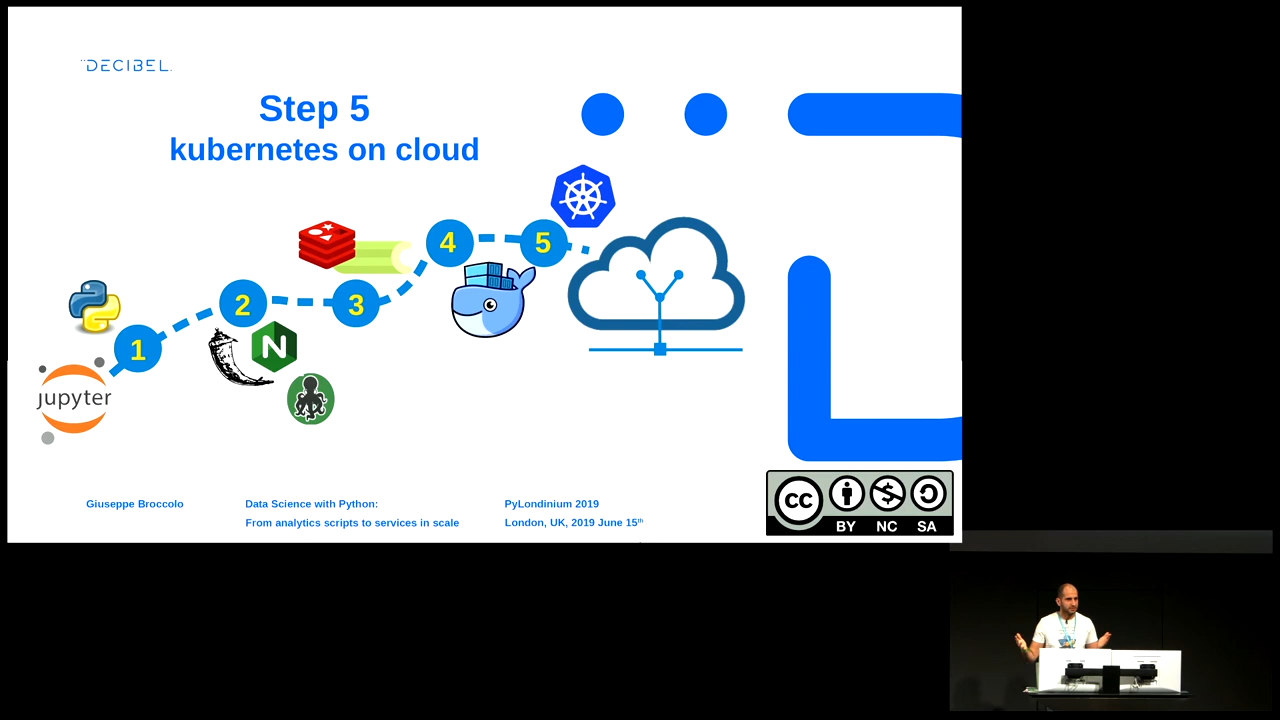 DECIBEL
Step 5
kubernetes on cloud
4
5
2
3
1
N
jupyter
Giuseppe Broccolo
Data Science with Python:
From analytics scripts to services in scale
PyLondinium 2019
London, UK, 2019 June 15th
cc
BY NC SA